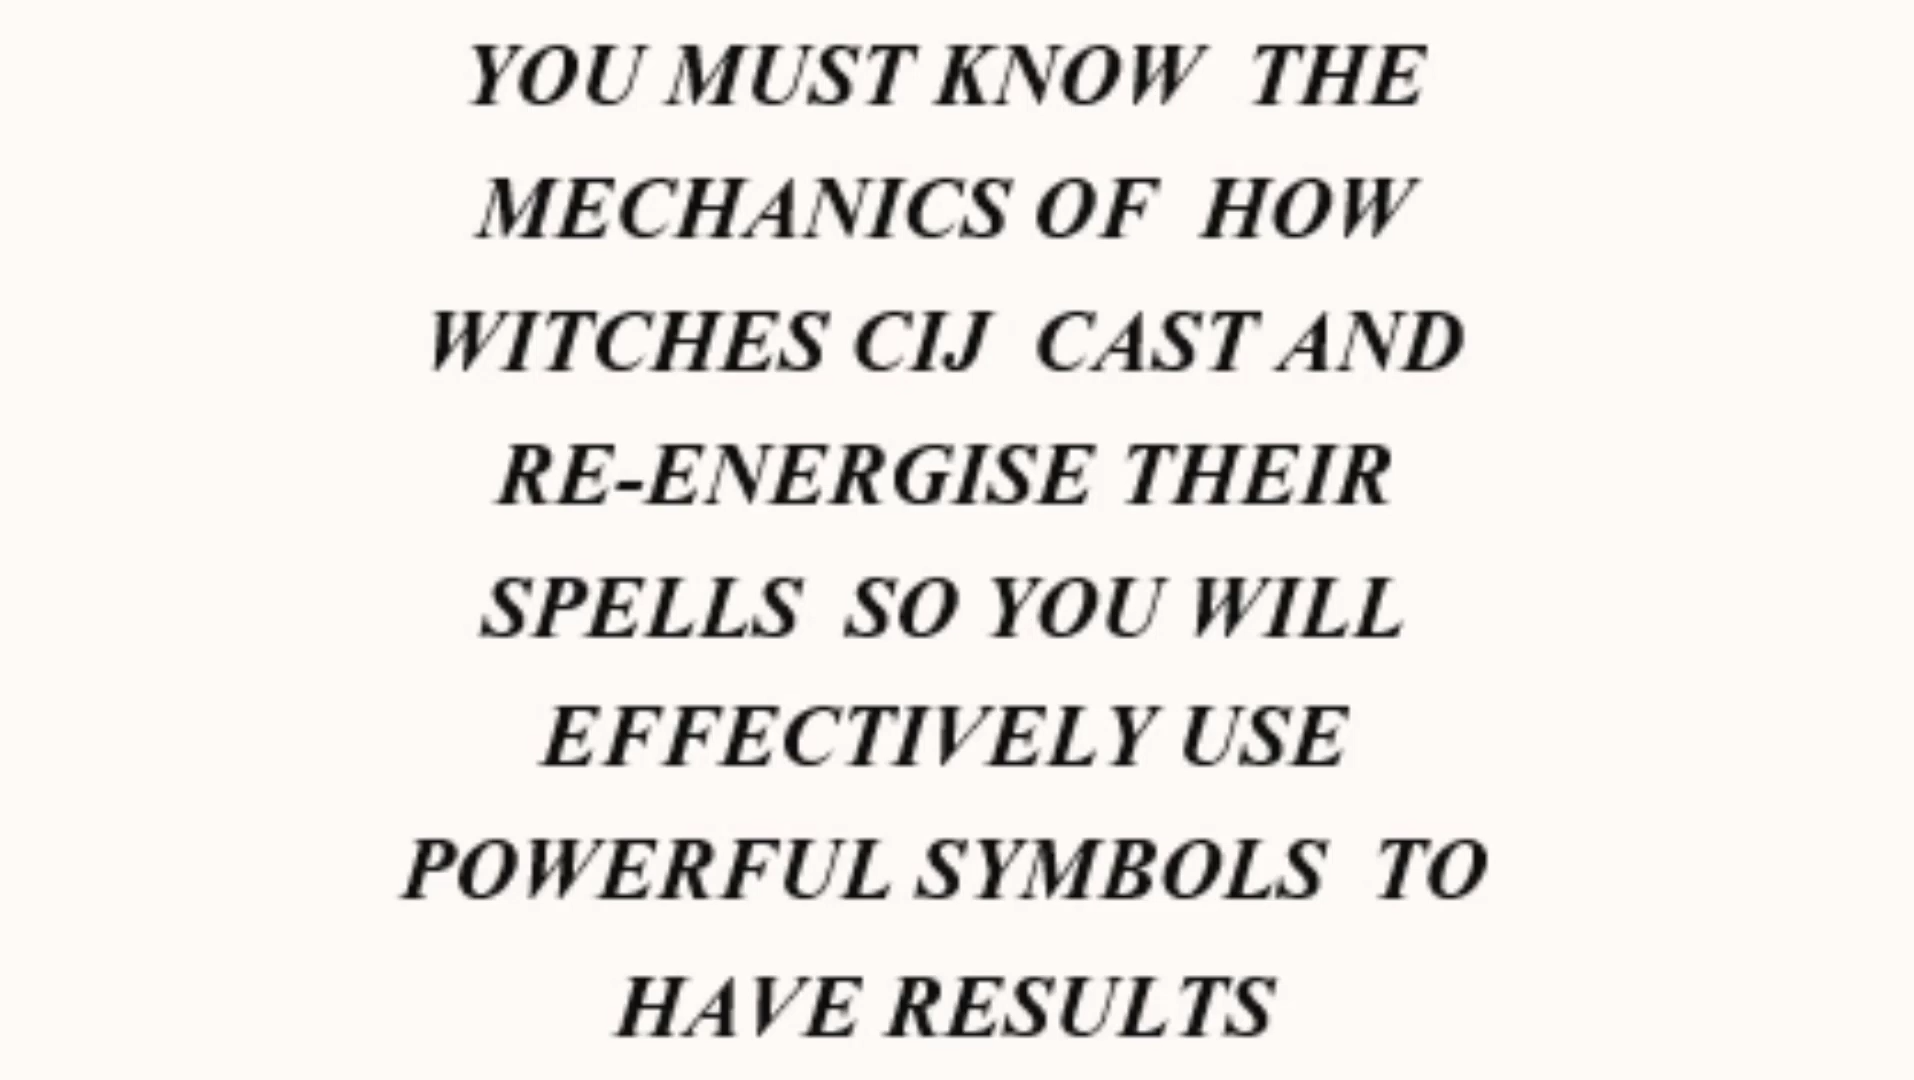 YOU MUST KNOW THE
MECHANICS OF HOW
WITCHES CIJ CAST AND
RE-ENERGISE THEIR
SPELLS SO YOU WILL
EFFECTIVELY USE
POWERFUL SYMBOLS TO
HAVE RESULTS